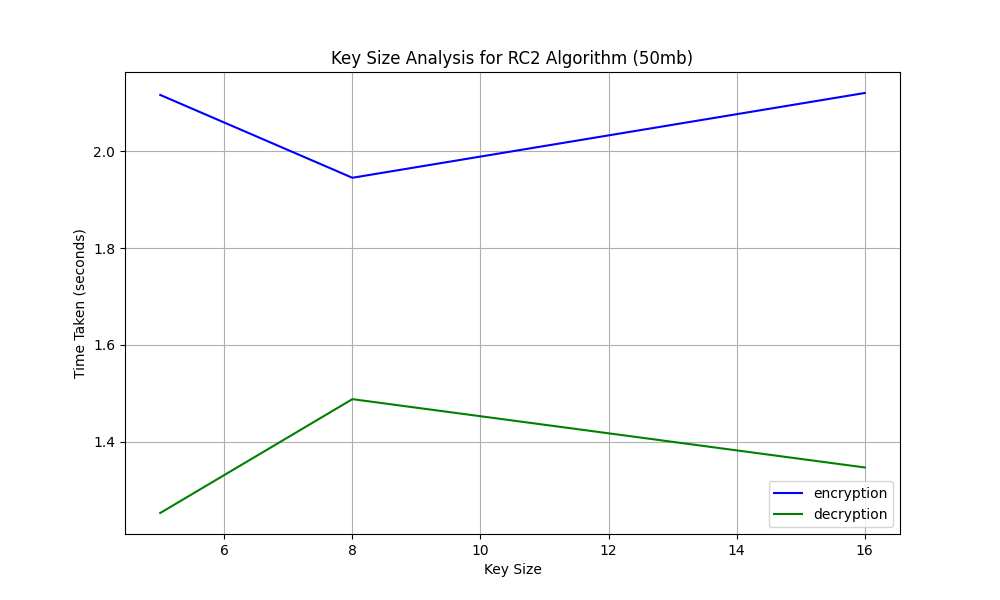 Key Size Analysis for RC2 Algorithm (50mb)
Time Taken (seconds)
2.0
1.8
1.6
1.4
6 8 10 12 14 16
Key Size
encryption
decryption